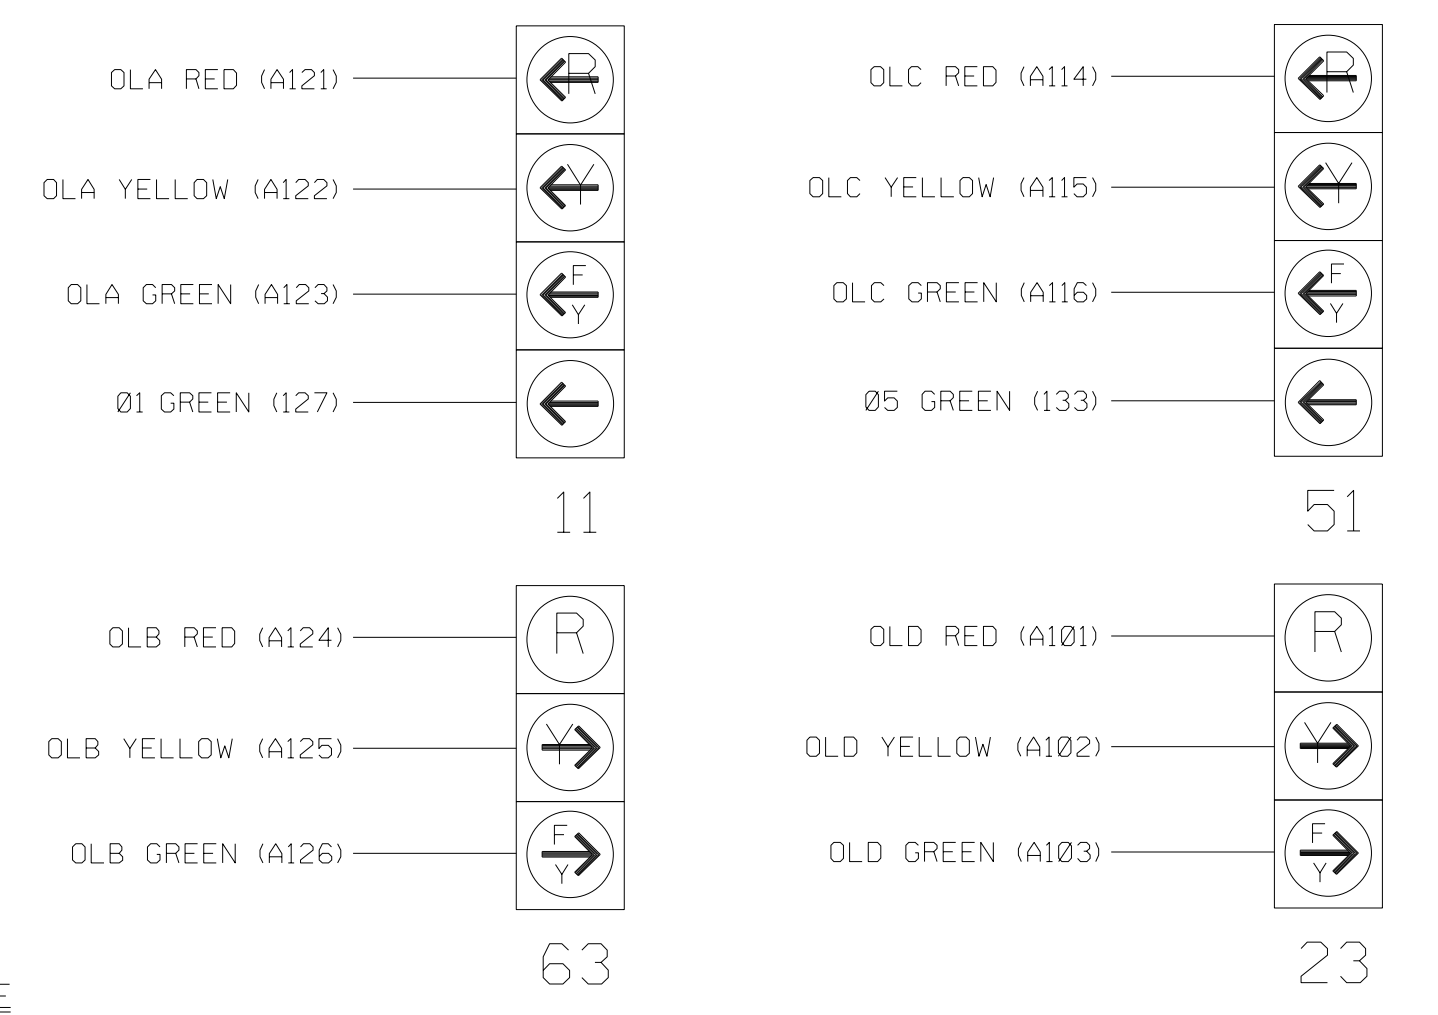 OLA RED (A121)
R
OLA YELLOW (A122)
Y
OLA GREEN (A123)
F
Y
Ø1 GREEN (127)
11
OLC RED (A114)
R
OLC YELLOW (A115)
Y
OLC GREEN (A116)
F
Y
Ø5 GREEN (133)
51
OLB RED (A124)
R
OLB YELLOW (A125)
Y
OLB GREEN (A126)
F
Y
63
OLD RED (A1Ø1)
R
OLD YELLOW (A1Ø2)
Y
OLD GREEN (A1Ø3)
F
Y
23